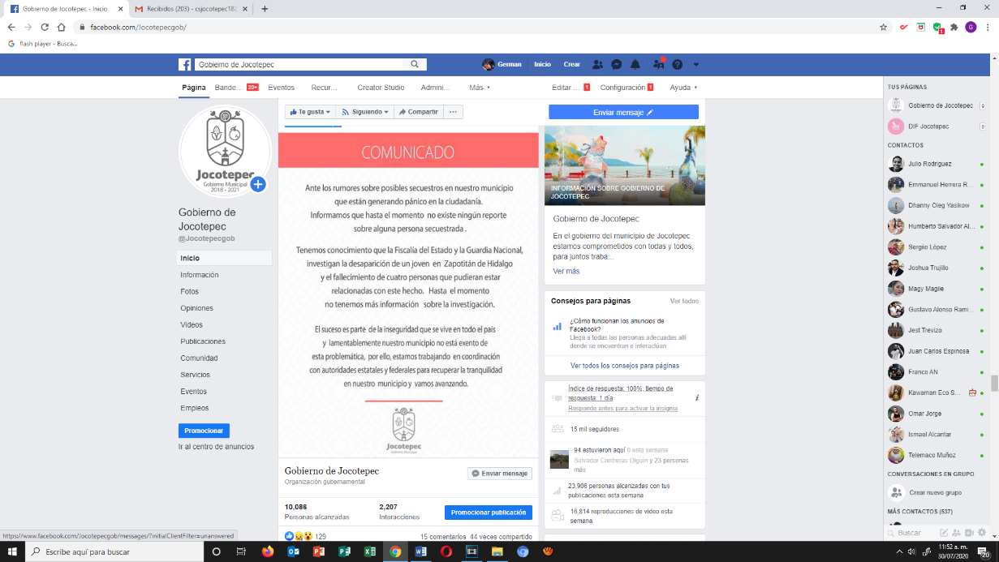 Gobierno de Jocotepec - Inicio
Recibidos (203) - csjocotepec182
facebook.com/Jocotepecgob/
flash player - Busca...
Gobierno de Jocotepec
German
Inicio
Crear
Página
Bande...
20+
Eventos
Recur...
Creator Studio
Admini...
Más
Editar ...
1
Configuración
1
Ayuda
Jocotepec
Gobierno Municipal
2018 - 2021
Gobierno de
Jocotepec
@Jocotepecgob
Inicio
Información
Fotos
Opiniones
Videos
Publicaciones
Comunidad
Servicios
Eventos
Empleos
Promocionar
Ir al centro de anuncios
Te gusta
Siguiendo
Compartir
COMUNICADO
Ante los rumores sobre posibles secuestros en nuestro municipio
que están generando pánico en la ciudadanía.
Informamos que hasta el momento no existe ningún reporte
sobre alguna persona secuestrada .
Tenemos conocimiento que la Fiscalía del Estado y la Guardia Nacional,
investigan la desaparición de un joven en Zapotitán de Hidalgo
y el fallecimiento de cuatro personas que pudieran estar
relacionadas con este hecho. Hasta el momento
no tenemos más información sobre la investigación.
El suceso es parte de la inseguridad que se vive en todo el país
y lamentablemente nuestro municipio no está exento de
esta problemática, por ello, estamos trabajando en coordinación
con autoridades estatales y federales para recuperar la tranquilidad
en nuestro municipio y vamos avanzando.
Jocotepec
Gobierno Municipal
Gobierno de Jocotepec
Organización gubernamental
Enviar mensaje
10,086
Personas alcanzadas
2,207
Interacciones
Promocionar publicación
129
15 comentarios
44 veces compartido
Enviar mensaje
INFORMACIÓN SOBRE GOBIERNO DE
JOCOTEPEC
Gobierno de Jocotepec
En el gobierno del municipio de Jocotepec
estamos comprometidos con todas y todos,
para juntos traba...
Ver más
Consejos para páginas
Ver todos
¿Cómo funcionan los anuncios de
Facebook?
Llega a todas las personas adecuadas allí
donde se encuentran e interactúan.
Ver todos los consejos para páginas
Índice de respuesta: 100%; tiempo de
respuesta: 1 día
Responde antes para activar la insignia
15 mil seguidores
94 estuvieron aquí 0 esta semana
Salvador Contreras Olguín y 23 personas
más
23,906 personas alcanzadas con tus
publicaciones esta semana
16,814 reproducciones de video esta
semana
TUS PÁGINAS
Gobierno de Jocotepec
9
DIF Jocotepec
9
CONTACTOS
Julio Rodriguez
Emmanuel Herrera R...
Dhanny Oleg Yasikow
Humberto Salvador Al...
Sergiio López
Joshua Trujillo
Magy Magile
Gustavo Alonso Rami...
Jest Trevizo
Juan Carlos Espinosa
Franco AN
Kawaman Eco S...
Omar Jorge
Ismael Alcantar
Telemaco Muñoz
CONVERSACIONES EN GRUPO
Crear nuevo grupo
MÁS CONTACTOS (537)
Buscar
https://www.facebook.com/Jocotepecgob/messages/?initialClientFilter=unanswered
Escribe aquí para buscar
11:52 a. m.
30/07/2020
20